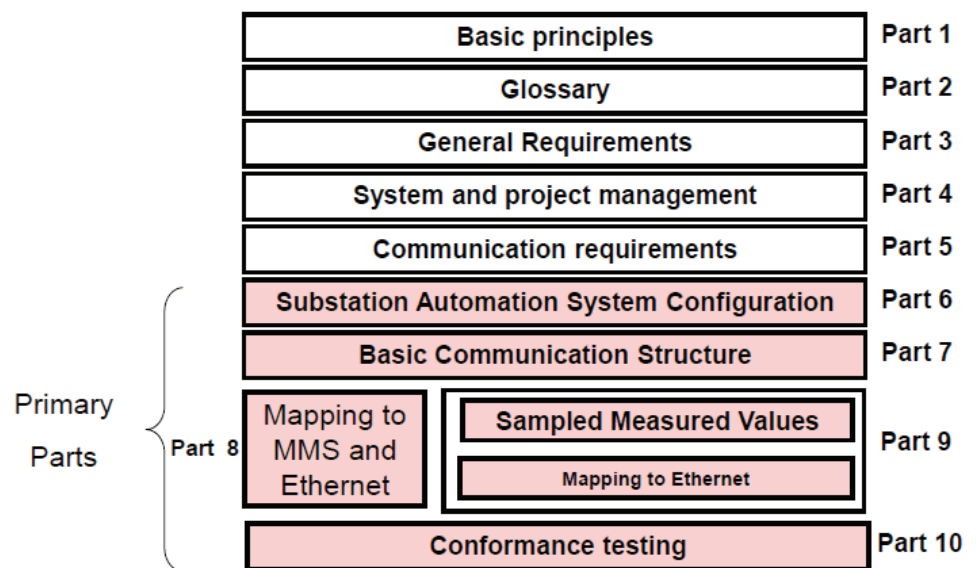 Basic principles Part 1
Glossary Part 2
General Requirements Part 3
System and project management Part 4
Communication requirements Part 5
Substation Automation System Configuration Part 6
Basic Communication Structure Part 7
Primary
Parts
Part 8
Mapping to
MMS and
Ethernet
Sampled Measured Values
Mapping to Ethernet
Part 9
Conformance testing Part 10